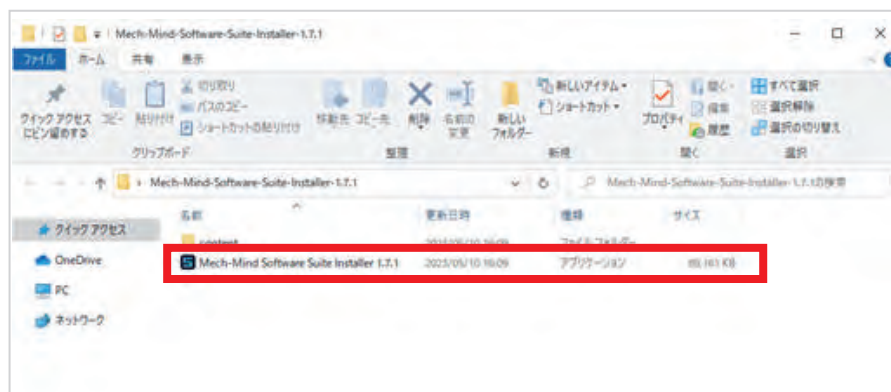 Mech-Mind-Software-Suite-Installer-1.7.1
ファイル ホーム 共有 表示
クイック アクセスにピン留めする
コピー
貼り付け
切り取り
パスのコピー
ショートカットの貼り付け
クリップボード
移動先
コピー先
削除
名前の変更
整理
新しいフォルダー
新しいアイテム
ショートカット
新規
プロパティ
開く
編集
履歴
開く
すべて選択
選択解除
選択の切り替え
選択
Mech-Mind-Software-Suite-Installer-1.7.1
Mech-Mind-Software-Suite-Installer-1.7.1の検索
名前 更新日時 種類 サイズ
クイック アクセス
OneDrive
PC
ネットワーク
content ファイル フォルダー
Mech-Mind Software Suite Installer 1.7.1 2023/05/10 アプリケーション